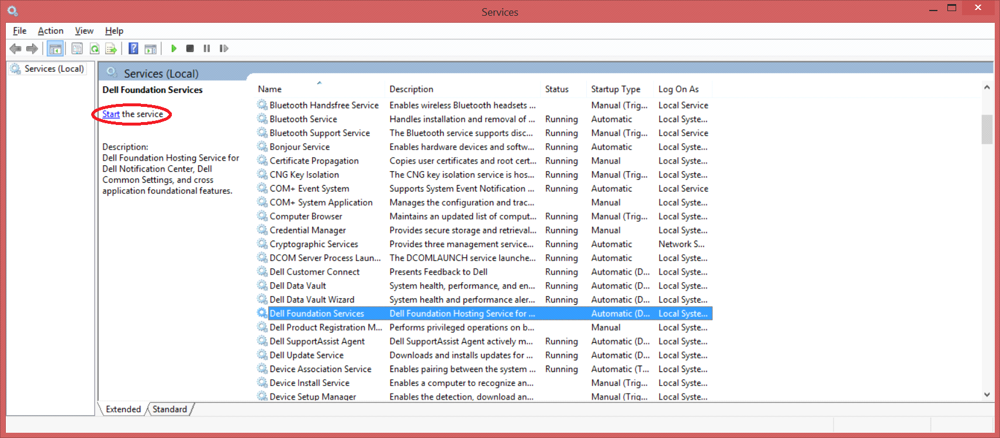 Services
File Action View Help
Services (Local)
Services (Local)
Dell Foundation Services
Start the service
Description:
Dell Foundation Hosting Service for
Dell Notification Center, Dell
Common Settings, and cross
application foundational features.
Name Description Status Startup Type Log On As
Bluetooth Handsfree Service Enables wireless Bluetooth headsets ... Manual (Trig... Local Service
Bluetooth Service Handles installation and removal of ... Running Automatic Local Syste...
Bluetooth Support Service The Bluetooth service supports disc... Running Manual (Trig... Local Service
Bonjour Service Enables hardware devices and softw... Running Automatic Local Syste...
Certificate Propagation Copies user certificates and root cert... Running Manual Local Syste...
CNG Key Isolation The CNG key isolation service is hos... Running Manual (Trig... Local Syste...
COM+ Event System Supports System Event Notification ... Running Automatic Local Service
COM+ System Application Manages the configuration and trac... Manual Local Syste...
Computer Browser Maintains an updated list of comput... Running Manual (Trig... Local Syste...
Credential Manager Provides secure storage and retrieval... Running Manual Local Syste...
Cryptographic Services Provides three management service... Running Automatic Network S...
DCOM Server Process Laun... The DCOMLAUNCH service launche... Running Automatic Local Syste...
Dell Customer Connect Presents Feedback to Dell Running Automatic (D... Local Syste...
Dell Data Vault System health, performance, and en... Running Automatic (D... Local Syste...
Dell Data Vault Wizard System health and performance aler... Running Automatic (D... Local Syste...
Dell Foundation Services Dell Foundation Hosting Service for ... Automatic (D... Local Syste...
Dell Product Registration M... Performs privileged operations on b... Manual Local Syste...
Dell SupportAssist Agent Dell SupportAssist Agent actively m... Running Automatic (D... Local Syste...
Dell Update Service Downloads and installs updates for ... Running Automatic (D... Local Syste...
Device Association Service Enables pairing between the system ... Running Automatic (T... Local Syste...
Device Install Service Enables a computer to recognize an... Manual (Trig... Local Syste...
Device Setup Manager Enables the detection, download an... Manual (Trig... Local Syste...
Extended Standard